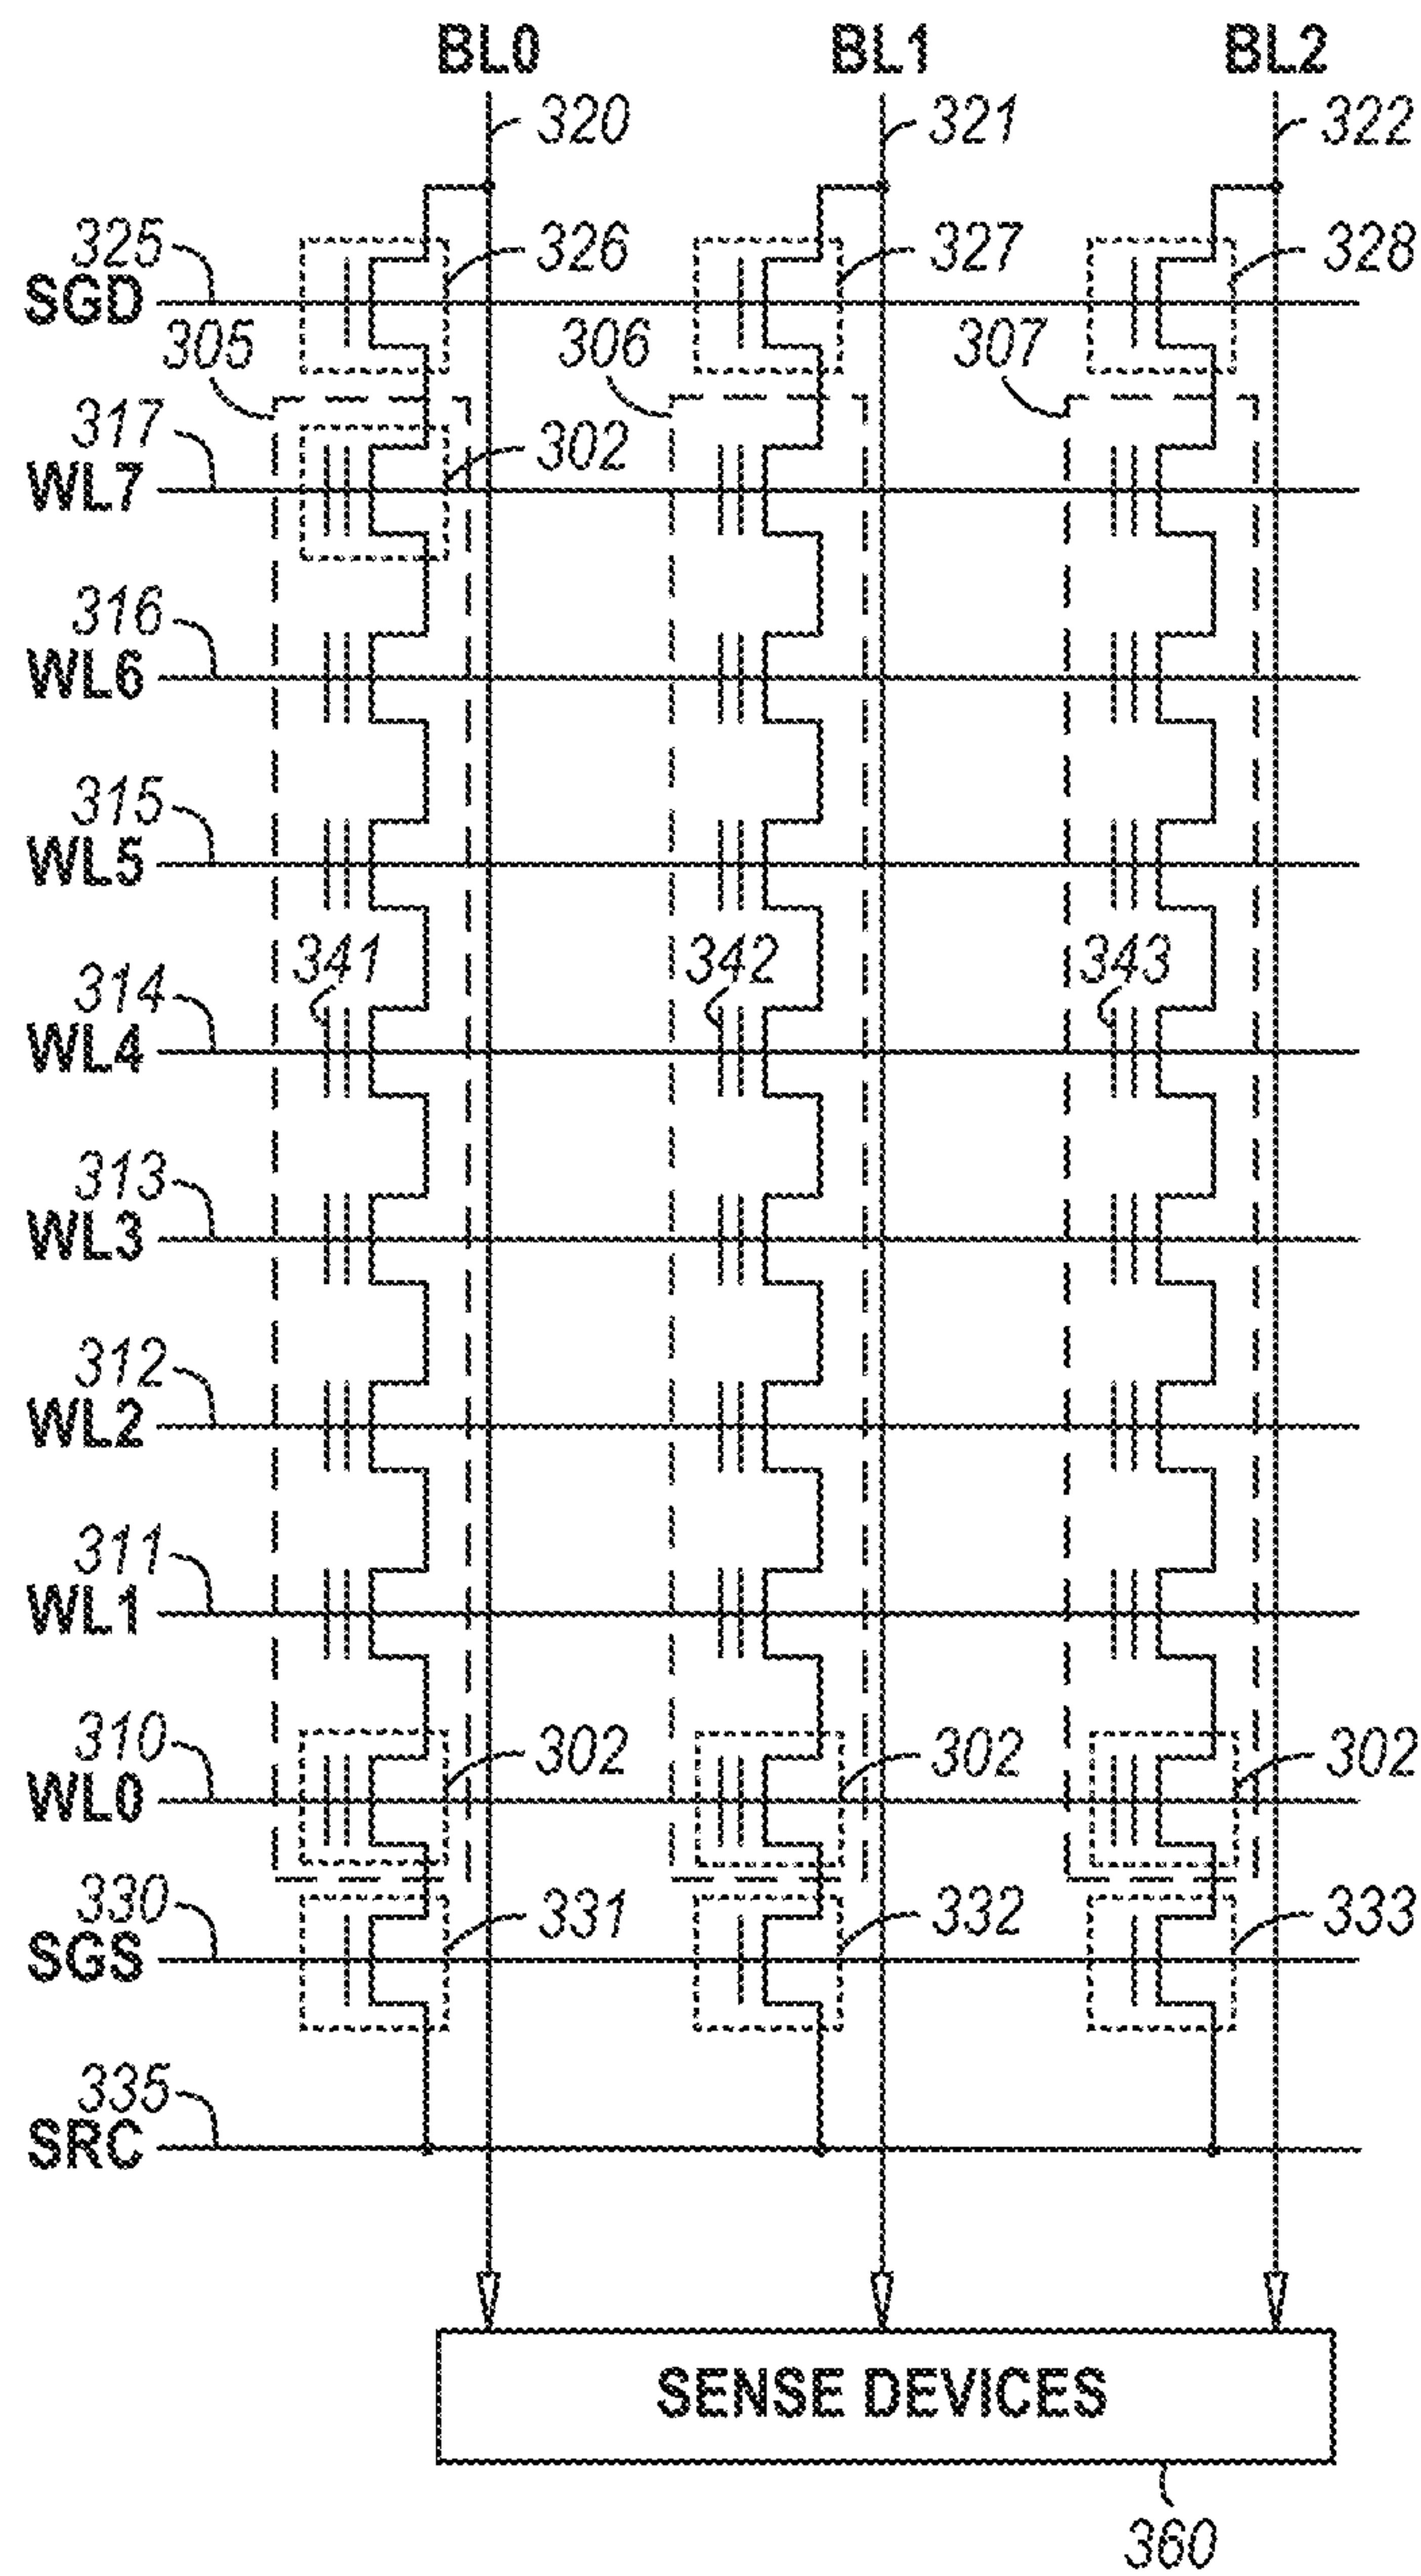 BL0 BL1 BL2
320 321 322
325 326 327 328
SGD
305 306 307
317 302
WL7
316
WL6
315
WL5
341 342 343
314
WL4
313
WL3
312
WL2
311
WL1
310 302 302 302
WL0
330 331 332 333
SGS
335
SRC
SENSE DEVICES
360